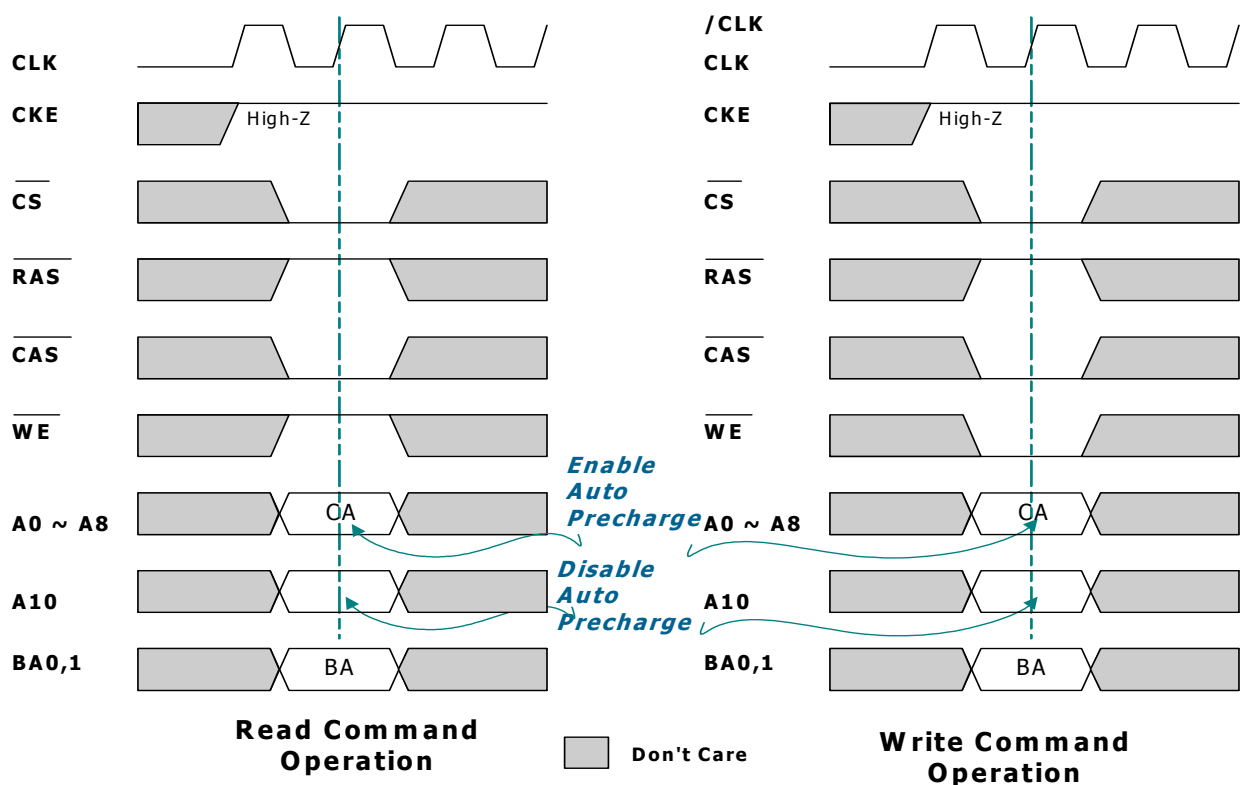 CLK
CKE
High-Z
CS
RAS
CAS
WE
A0 ~ A8
CA
A10
BA0,1
BA
Read Command
Operation
Enable
Auto
Precharge
Disable
Auto
Precharge
Don't Care
/CLK
CLK
CKE
High-Z
CS
RAS
CAS
WE
A0 ~ A8
CA
A10
BA0,1
BA
Write Command
Operation